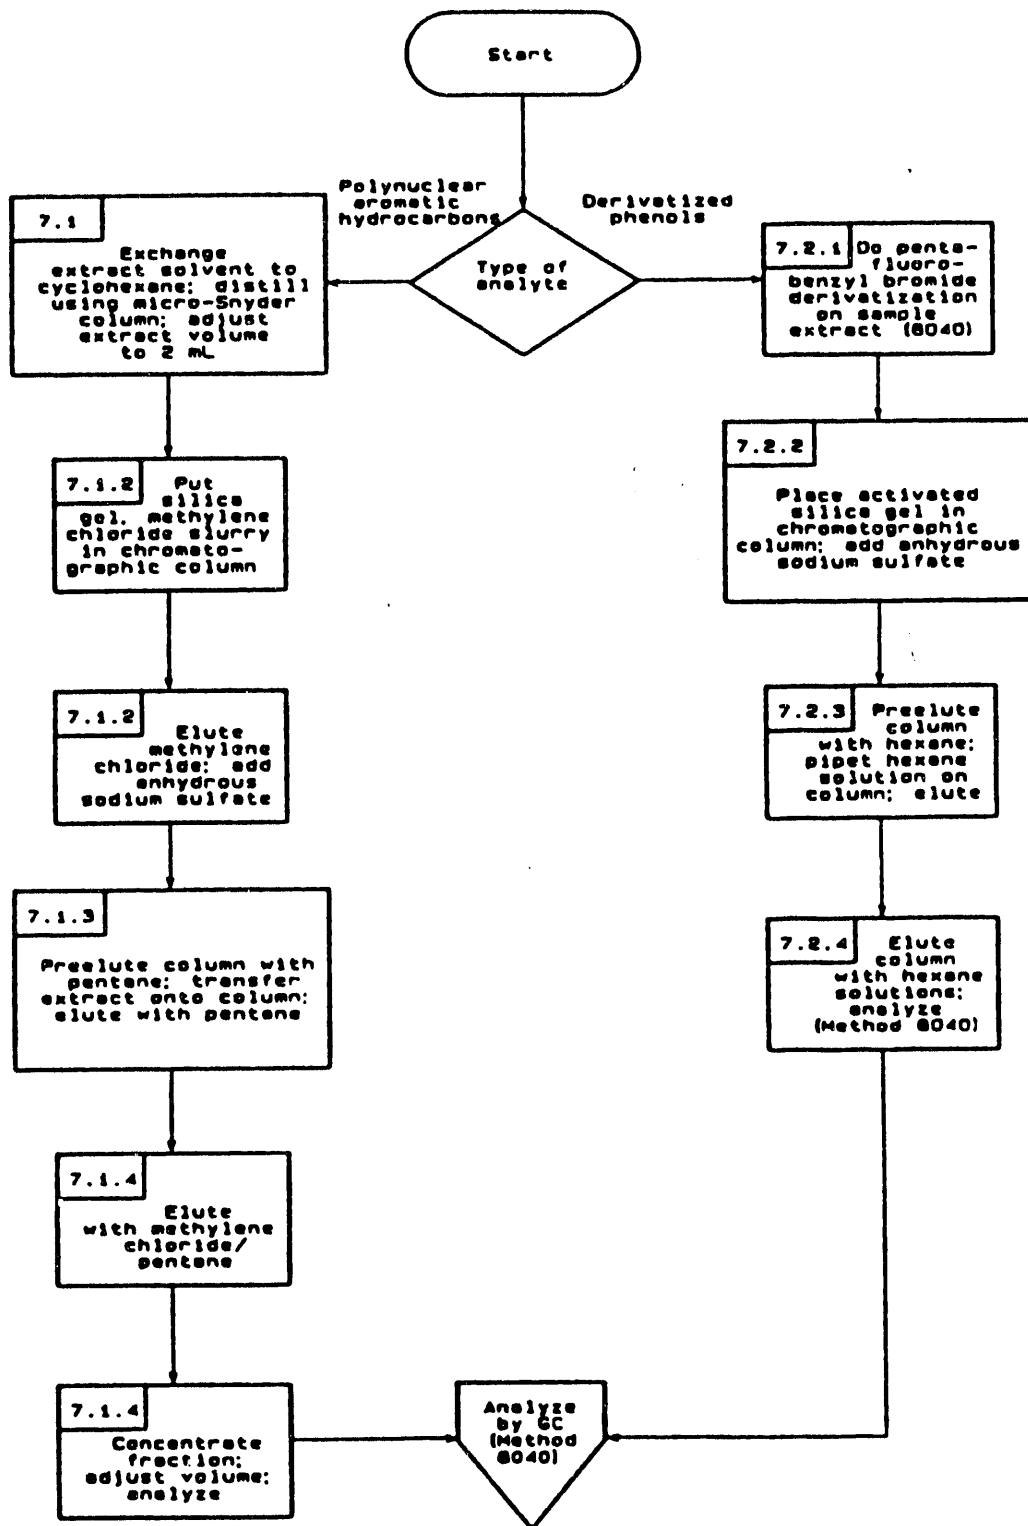 Start
Polynuclear
aromatic
hydrocarbons
Derivatized
phenols
Type of
analyte
7.1
Exchange
extract solvent to
cyclohexane; distill
using micro-Snyder
column; adjust
extract volume
to 2 mL
7.1.2 Put
silica
gel, methylene
chloride slurry
in chromato-
graphic column
7.1.2
Elute
methylene
chloride; add
anhydrous
sodium sulfate
7.1.3
Preelute column with
pentane; transfer
extract onto column;
elute with pentane
7.1.4
Elute
with methylene
chloride/
pentane
7.1.4
Concentrate
fraction;
adjust volume;
analyze
7.2.1 Do penta-
fluoro-
benzyl bromide
derivatization
on sample
extract (8040)
7.2.2
Place activated
silica gel in
chromatographic
column; add anhydrous
sodium sulfate
7.2.3 Preelute
column
with hexane;
pipet hexane
solution on
column; elute
7.2.4 Elute
column
with hexane
solutions;
analyze
(Method 8040)
Analyze
by GC
(Method
8040)